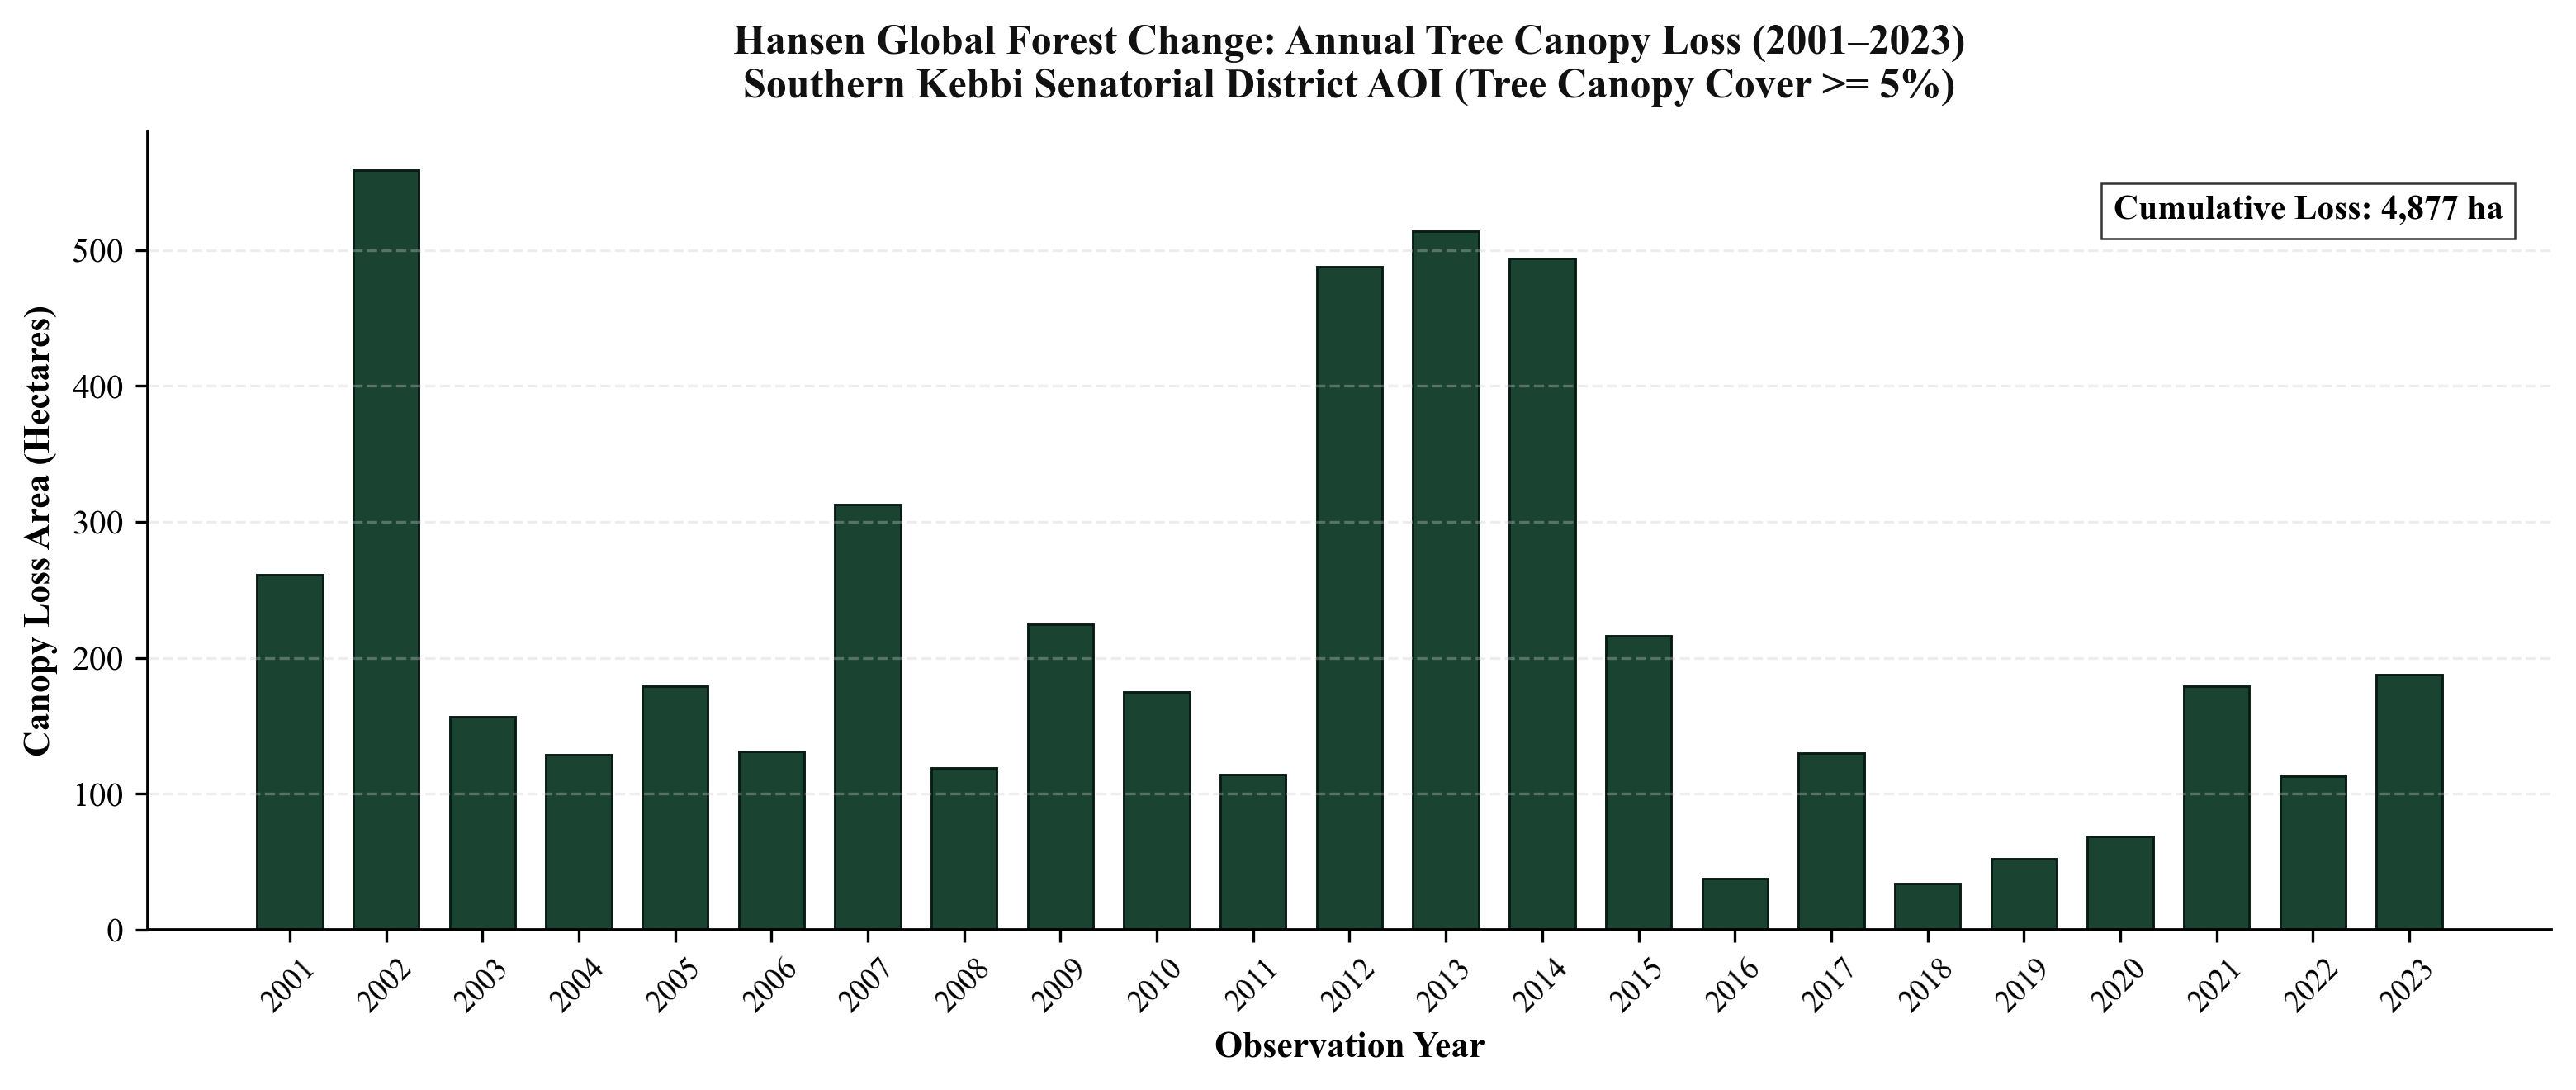 Hansen Global Forest Change: Annual Tree Canopy Loss (2001–2023)
Southern Kebbi Senatorial District AOI (Tree Canopy Cover >= 5%)
Cumulative Loss: 4,877 ha
Canopy Loss Area (Hectares)
500
400
300
200
100
0
2001 2002 2003 2004 2005 2006 2007 2008 2009 2010 2011 2012 2013 2014 2015 2016 2017 2018 2019 2020 2021 2022 2023
Observation Year